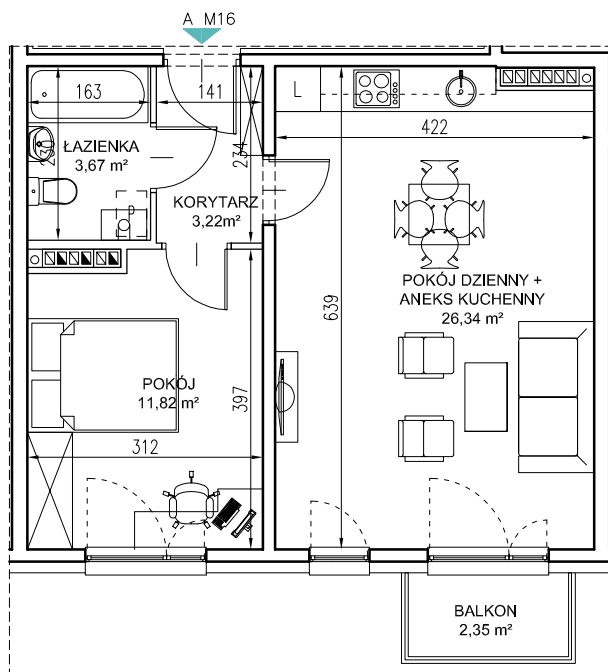 A M16
163
141
L
422
ŁAZIENKA
3,67 m²
230
234
KORYTARZ
3,22m²
POKÓJ DZIENNY +
ANEKS KUCHENNY
26,34 m²
639
POKÓJ
11,82 m²
397
312
BALKON
2,35 m²